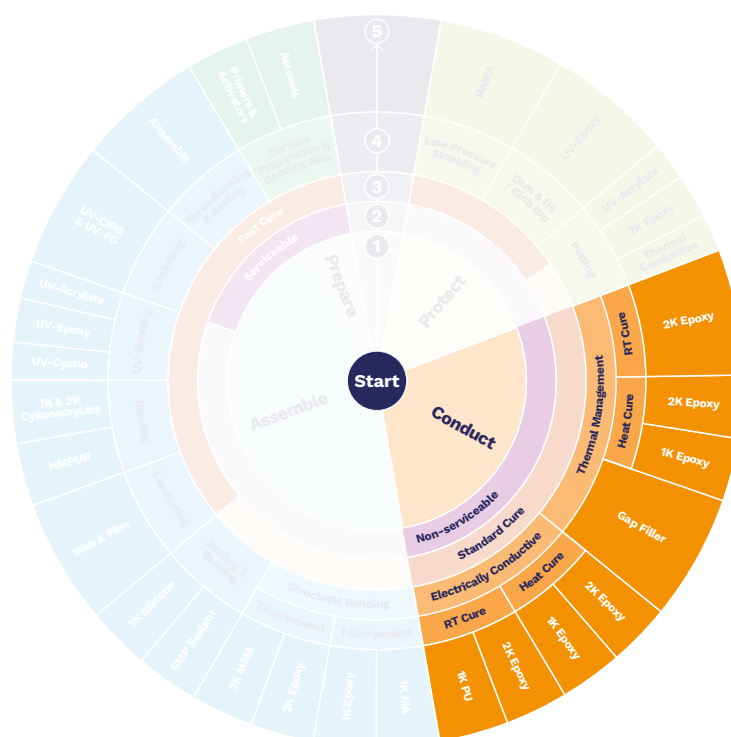 5
4
3
2
1
Start
Prepare
Protect
Assemble
Conduct
Serviceable
Fast Cure
Non-serviceable
Standard Cure
Surface
Preparation &
Bonding Aids
Primers &
Activators
Aerosols
Low Pressure
Moulding
HMPA
Dam & fill
/ Glob top
UV-Epoxy
Potting
UV-Acrylate
2K Epoxy
Thermal
Conductive
Thermal Management
RT Cure
2K Epoxy
Heat Cure
2K Epoxy
1K Epoxy
Gap Filler
Electrically Conductive
Heat Cure
2K Epoxy
1K Epoxy
RT Cure
2K Epoxy
1K PU
Structural Bonding
1 Component
1K MA
1K Epoxy
2 Component
2K Epoxy
2K MMA
Sealing &
Bonding
SMP Sealant
2K Silicone
Laminating
Web & Film
Bonding
HMPUR
1K & 2K
Cyanoacrylate
UV-Bonding
UV-Cyano
UV-Epoxy
UV-Acrylate
Gasketing
UV-CIPG
& UV-FG
Threadlocking
& Sealing
Anaerobic